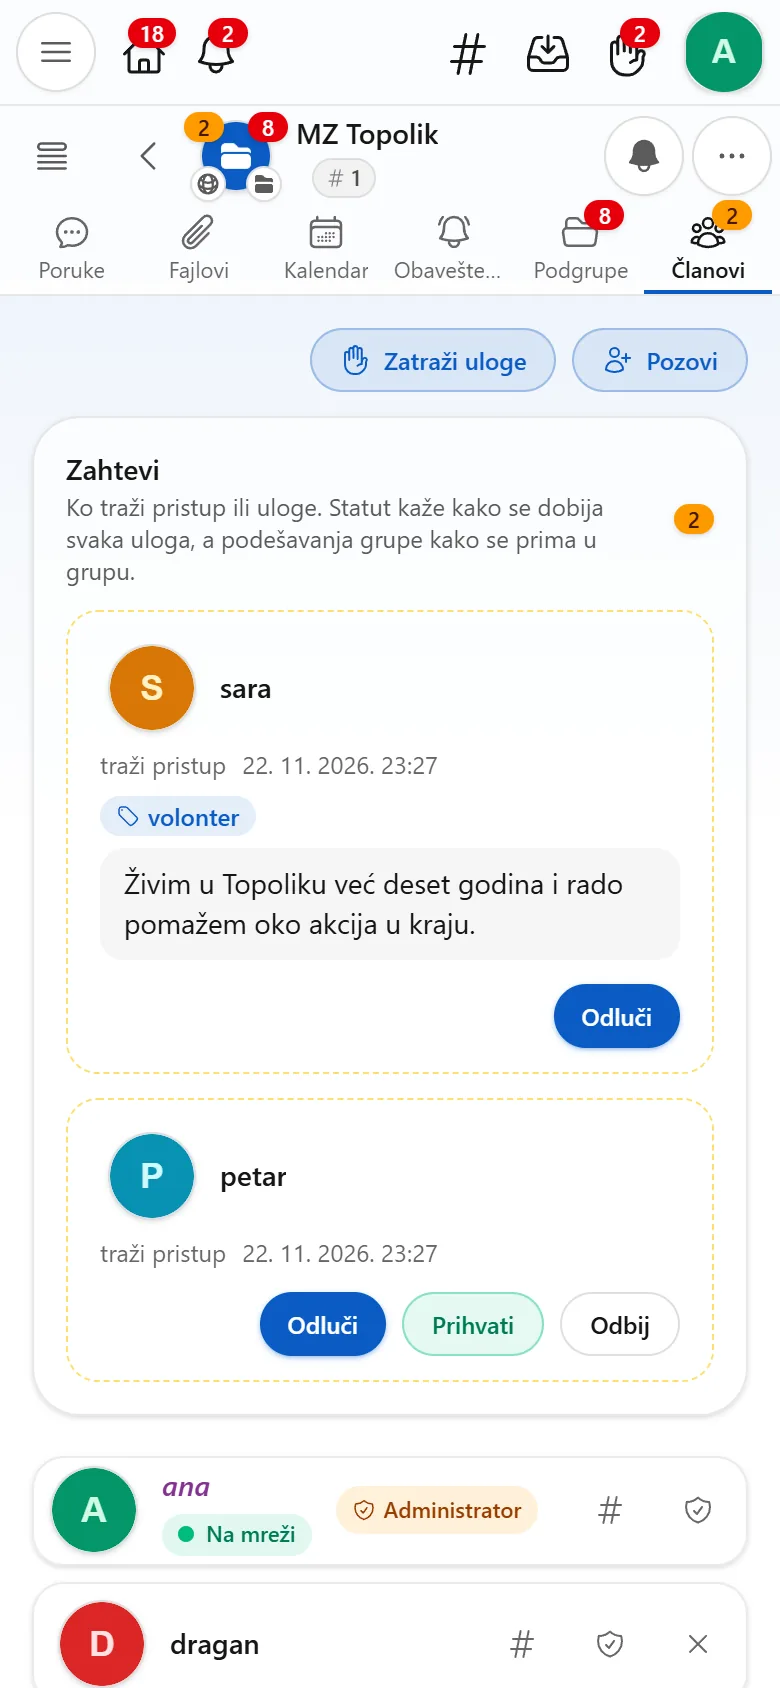 18
2
2
A
2
8
MZ Topolik
# 1
Poruke
Fajlovi
Kalendar
Obavešte...
8
Podgrupe
2
Članovi
Zatraži uloge
Pozovi
Zahtevi
Ko traži pristup ili uloge. Statut kaže kako se dobija
svaka uloga, a podešavanja grupe kako se prima u
grupu.
2
S
sara
traži pristup 22. 11. 2026. 23:27
volonter
Živim u Topoliku već deset godina i rado
pomažem oko akcija u kraju.
Odluči
P
petar
traži pristup 22. 11. 2026. 23:27
Odluči
Prihvati
Odbij
A
ana
Na mreži
Administrator
D
dragan